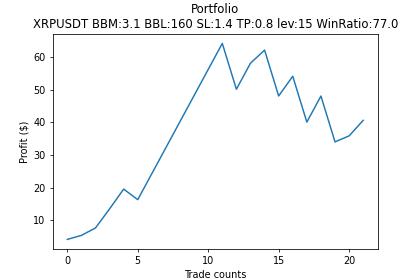 Portfolio
XRPUSDT BBM:3.1 BBL:160 SL:1.4 TP:0.8 lev:15 WinRatio:77.0
60
50
40
30
20
10
Profit ($)
0
5
10
15
20
Trade counts